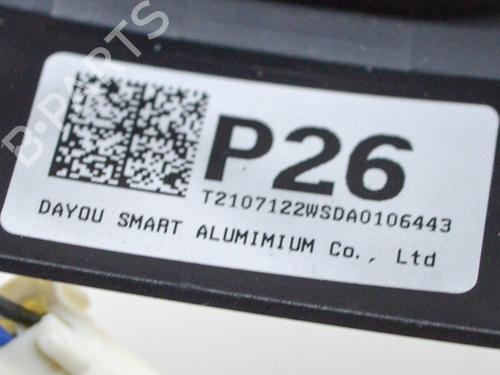 B-PARTS
P26
T2107122WSDA0106443
DAYOU SMART ALUMIMIUM Co., Ltd